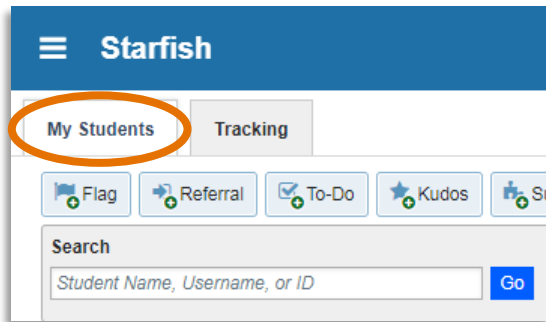 Starfish
My Students Tracking
Flag Referral To-Do Kudos
Search
Student Name, Username, or ID Go